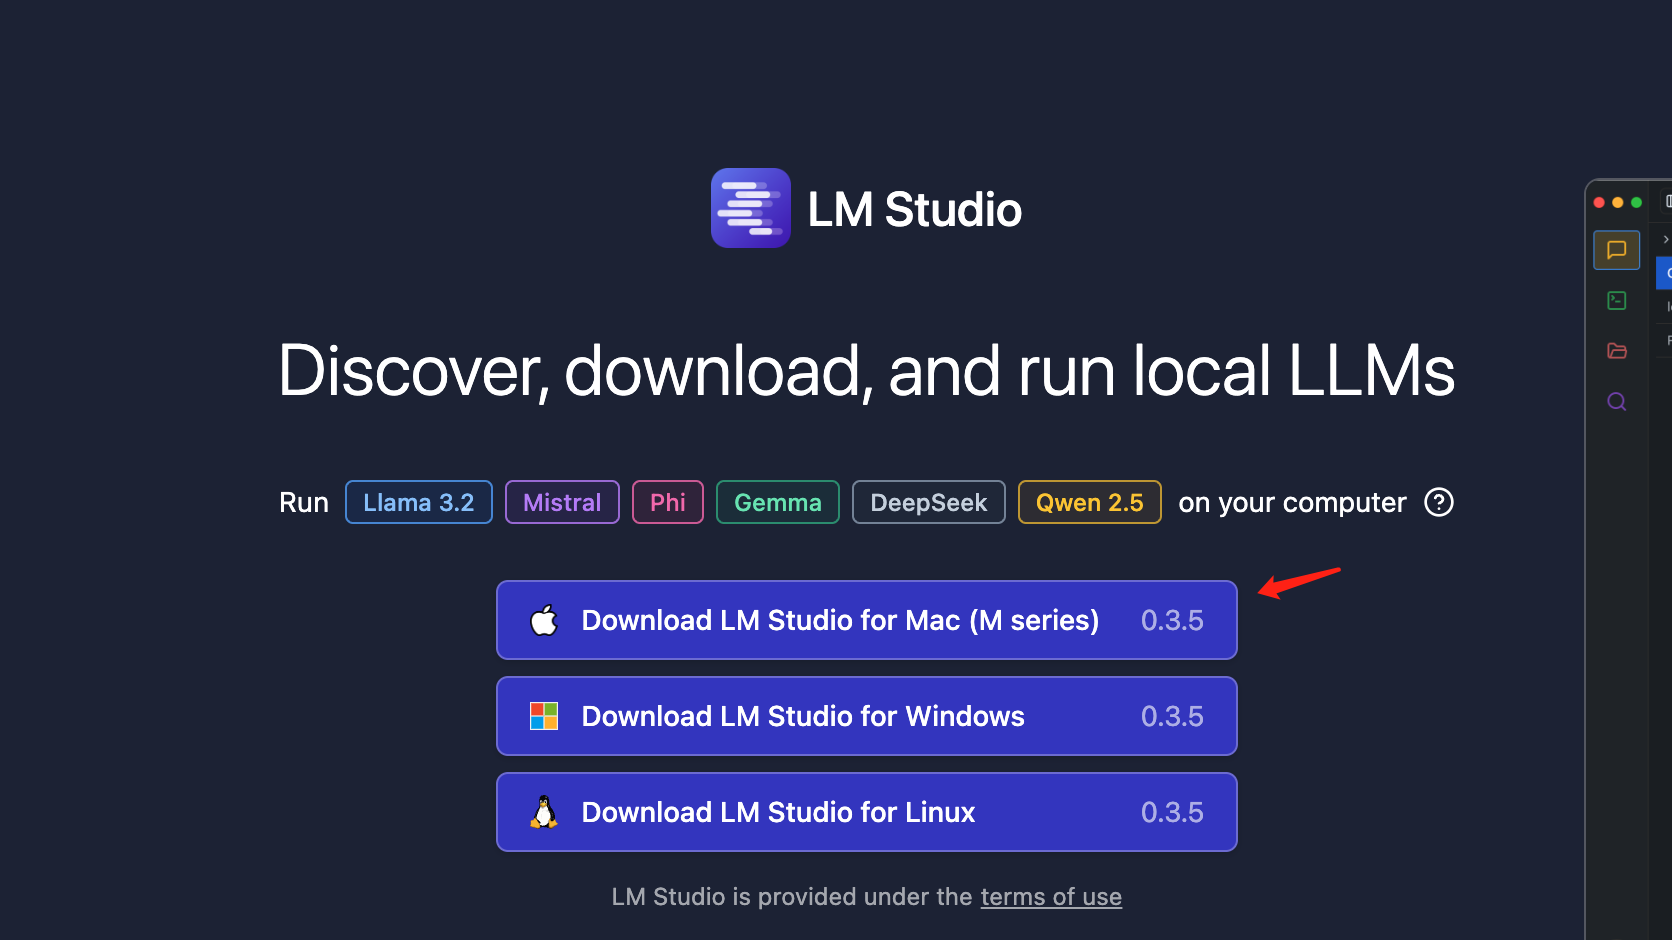 LM Studio
Discover, download, and run local LLMs
Run Llama 3.2 Mistral Phi Gemma DeepSeek Qwen 2.5 on your computer ?
Download LM Studio for Mac (M series) 0.3.5
Download LM Studio for Windows 0.3.5
Download LM Studio for Linux 0.3.5
LM Studio is provided under the terms of use